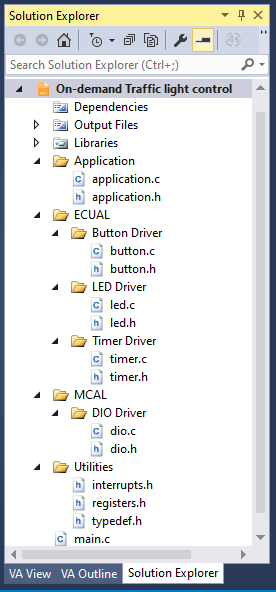 Solution Explorer
Search Solution Explorer (Ctrl+;)
On-demand Traffic light control
Dependencies
Output Files
Libraries
Application
application.c
application.h
ECUAL
Button Driver
button.c
button.h
LED Driver
led.c
led.h
Timer Driver
timer.c
timer.h
MCAL
DIO Driver
dio.c
dio.h
Utilities
interrupts.h
registers.h
typedef.h
main.c
VA View VA Outline Solution Explorer